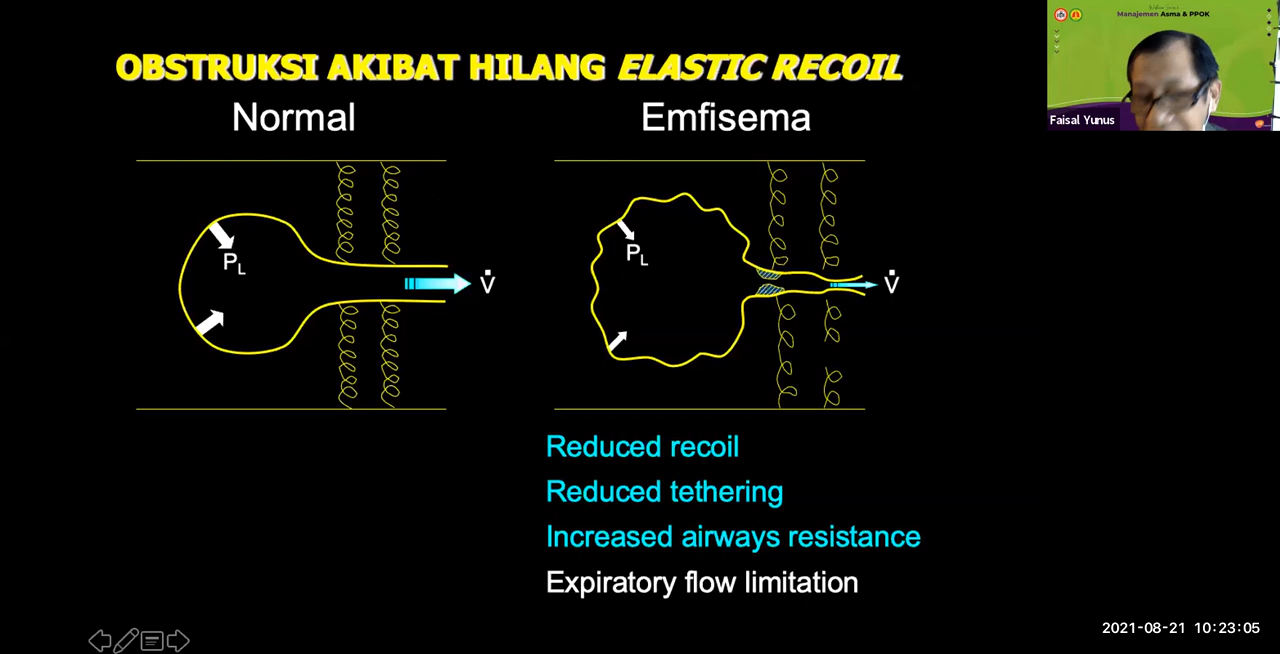 OBSTRUKSI AKIBAT HILANG ELASTIC RECOIL
Normal
Emfisema
PL
V̇
PL
V̇
Reduced recoil
Reduced tethering
Increased airways resistance
Expiratory flow limitation
Manajemen Asma & PPOK
Faisal Yunus
2021-08-21 10:23:05